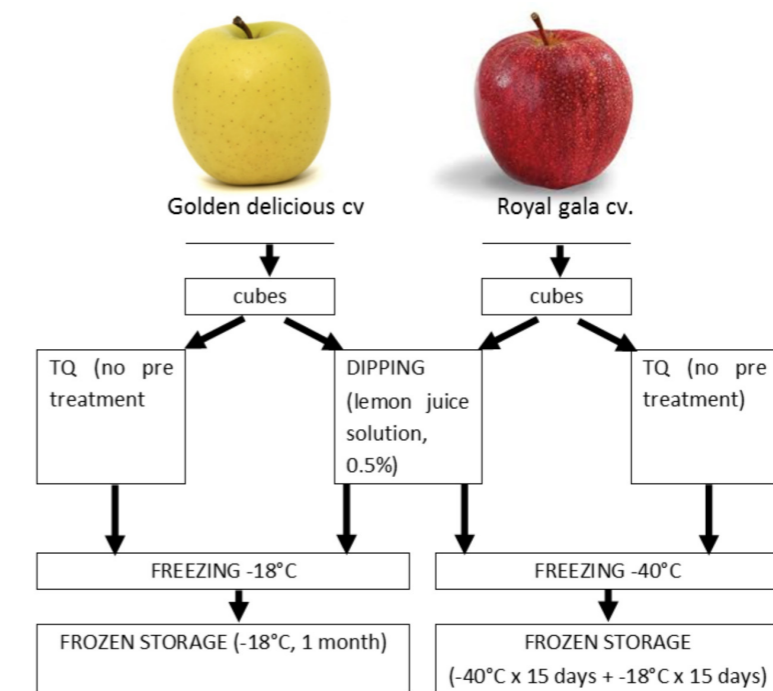 Golden delicious cv
Royal gala cv.
cubes
cubes
TQ (no pre
treatment
DIPPING
(lemon juice
solution,
0.5%)
TQ (no pre
treatment)
FREEZING -18°C
FREEZING -40°C
FROZEN STORAGE (-18°C, 1 month)
FROZEN STORAGE
(-40°C x 15 days + -18°C x 15 days)